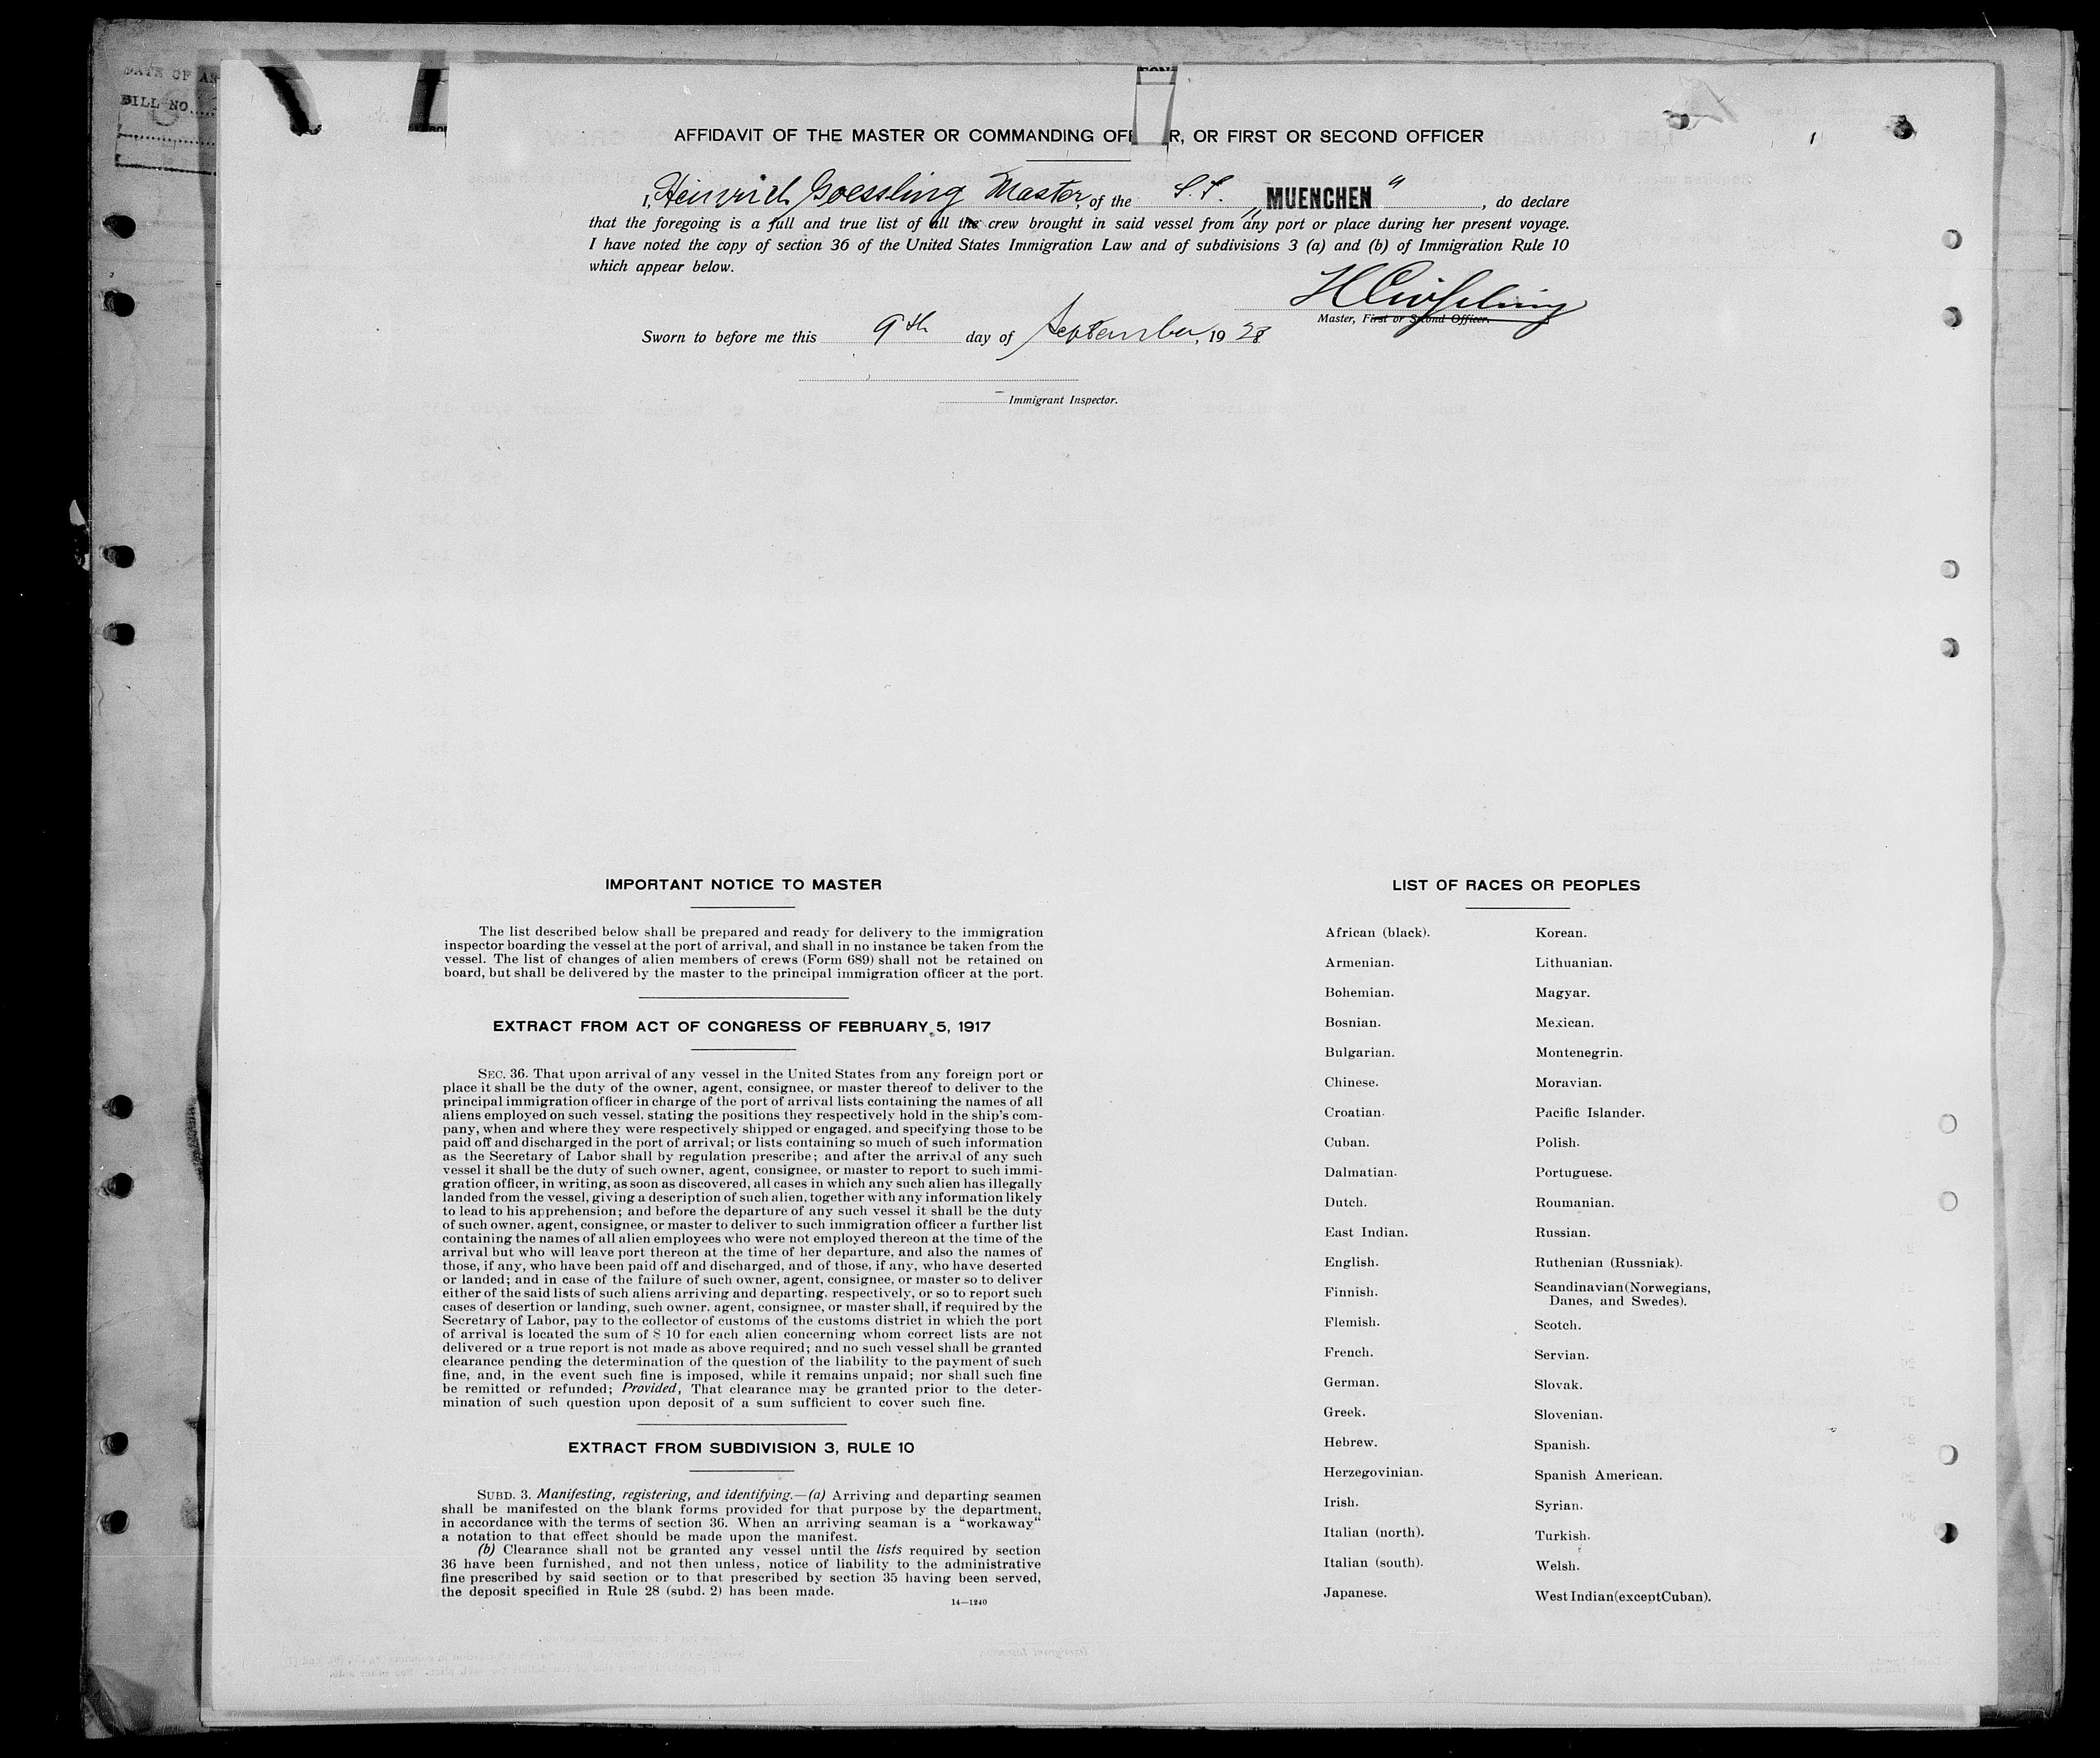 DATE OF AR
BILL NO.
AFFIDAVIT OF THE MASTER OR COMMANDING OFF R, OR FIRST OR SECOND OFFICER
I, Heinrich Goessling Master, of the S.S. „MUENCHEN“, do declare
that the foregoing is a full and true list of all the crew brought in said vessel from any port or place during her present voyage.
I have noted the copy of section 36 of the United States Immigration Law and of subdivisions 3 (a) and (b) of Immigration Rule 10
which appear below.
Master, First or Second Officer.
Sworn to before me this 9th day of September, 1928
Immigrant Inspector.
IMPORTANT NOTICE TO MASTER
The list described below shall be prepared and ready for delivery to the immigration
inspector boarding the vessel at the port of arrival, and shall in no instance be taken from the
vessel. The list of changes of alien members of crews (Form 689) shall not be retained on
board, but shall be delivered by the master to the principal immigration officer at the port.
EXTRACT FROM ACT OF CONGRESS OF FEBRUARY 5, 1917
SEC. 36. That upon arrival of any vessel in the United States from any foreign port or
place it shall be the duty of the owner, agent, consignee, or master thereof to deliver to the
principal immigration officer in charge of the port of arrival lists containing the names of all
aliens employed on such vessel, stating the positions they respectively hold in the ship's com-
pany, when and where they were respectively shipped or engaged, and specifying those to be
paid off and discharged in the port of arrival; or lists containing so much of such information
as the Secretary of Labor shall by regulation prescribe; and after the arrival of any such
vessel it shall be the duty of such owner, agent, consignee, or master to report to such immi-
gration officer, in writing, as soon as discovered, all cases in which any such alien has illegally
landed from the vessel, giving a description of such alien, together with any information likely
to lead to his apprehension; and before the departure of any such vessel it shall be the duty
of such owner, agent, consignee, or master to deliver to such immigration officer a further list
containing the names of all alien employees who were not employed thereon at the time of the
arrival but who will leave port thereon at the time of her departure, and also the names of
those, if any, who have been paid off and discharged, and of those, if any, who have deserted
or landed; and in case of the failure of such owner, agent, consignee, or master so to deliver
either of the said lists of such aliens arriving and departing, respectively, or so to report such
cases of desertion or landing, such owner, agent, consignee, or master shall, if required by the
Secretary of Labor, pay to the collector of customs of the customs district in which the port
of arrival is located the sum of $ 10 for each alien concerning whom correct lists are not
delivered or a true report is not made as above required; and no such vessel shall be granted
clearance pending the determination of the question of the liability to the payment of such
fine, and, in the event such fine is imposed, while it remains unpaid; nor shall such fine
be remitted or refunded; Provided, That clearance may be granted prior to the deter-
mination of such question upon deposit of a sum sufficient to cover such fine.
EXTRACT FROM SUBDIVISION 3, RULE 10
SUBD. 3. Manifesting, registering, and identifying.—(a) Arriving and departing seamen
shall be manifested on the blank forms provided for that purpose by the department,
in accordance with the terms of section 36. When an arriving seaman is a “workaway“
a notation to that effect should be made upon the manifest.
(b) Clearance shall not be granted any vessel until the lists required by section
36 have been furnished, and not then unless, notice of liability to the administrative
fine prescribed by said section or to that prescribed by section 35 having been served,
the deposit specified in Rule 28 (subd. 2) has been made.
14—1240
LIST OF RACES OR PEOPLES
African (black).
Armenian.
Bohemian.
Bosnian.
Bulgarian.
Chinese.
Croatian.
Cuban.
Dalmatian.
Dutch.
East Indian.
English.
Finnish.
Flemish.
French.
German.
Greek.
Hebrew.
Herzegovinian.
Irish.
Italian (north).
Italian (south).
Japanese.
Korean.
Lithuanian.
Magyar.
Mexican.
Montenegrin.
Moravian.
Pacific Islander.
Polish.
Portuguese.
Roumanian.
Russian.
Ruthenian (Russniak).
Scandinavian (Norwegians,
Danes, and Swedes).
Scotch.
Servian.
Slovak.
Slovenian.
Spanish.
Spanish American.
Syrian.
Turkish.
Welsh.
West Indian (except Cuban).